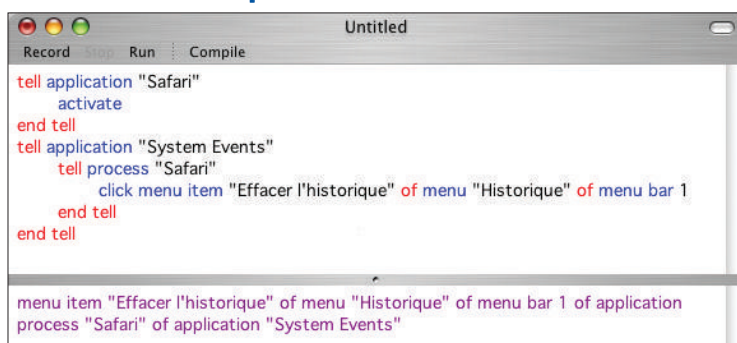 Untitled
Record Stop Run Compile
tell application "Safari"
activate
end tell
tell application "System Events"
tell process "Safari"
click menu item "Effacer l'historique" of menu "Historique" of menu bar 1
end tell
end tell
menu item "Effacer l'historique" of menu "Historique" of menu bar 1 of application
process "Safari" of application "System Events"